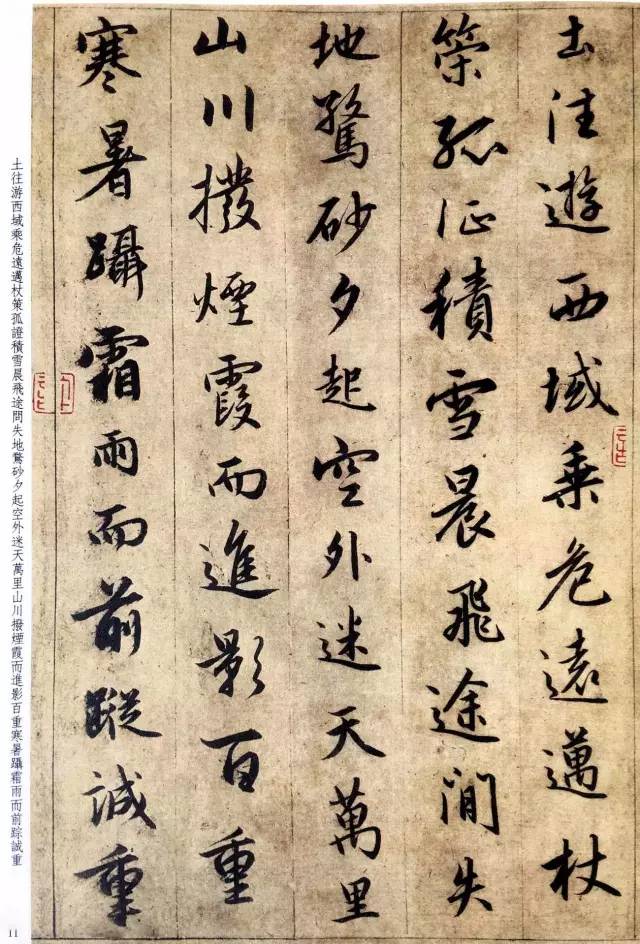 土往遊西域乘危遠邁杖
策孤征積雪晨飛途間失
地驚砂夕起空外迷天萬里
山川撥煙霞而進影百重
寒暑躡霜雨而前蹤誠重
土往游西域乘危遠邁杖策孤證積雪晨飛途問失地驚砂夕起空外迷天萬里山川撥煙霞而進影百重寒暑躡霜雨而前踪誠重
11